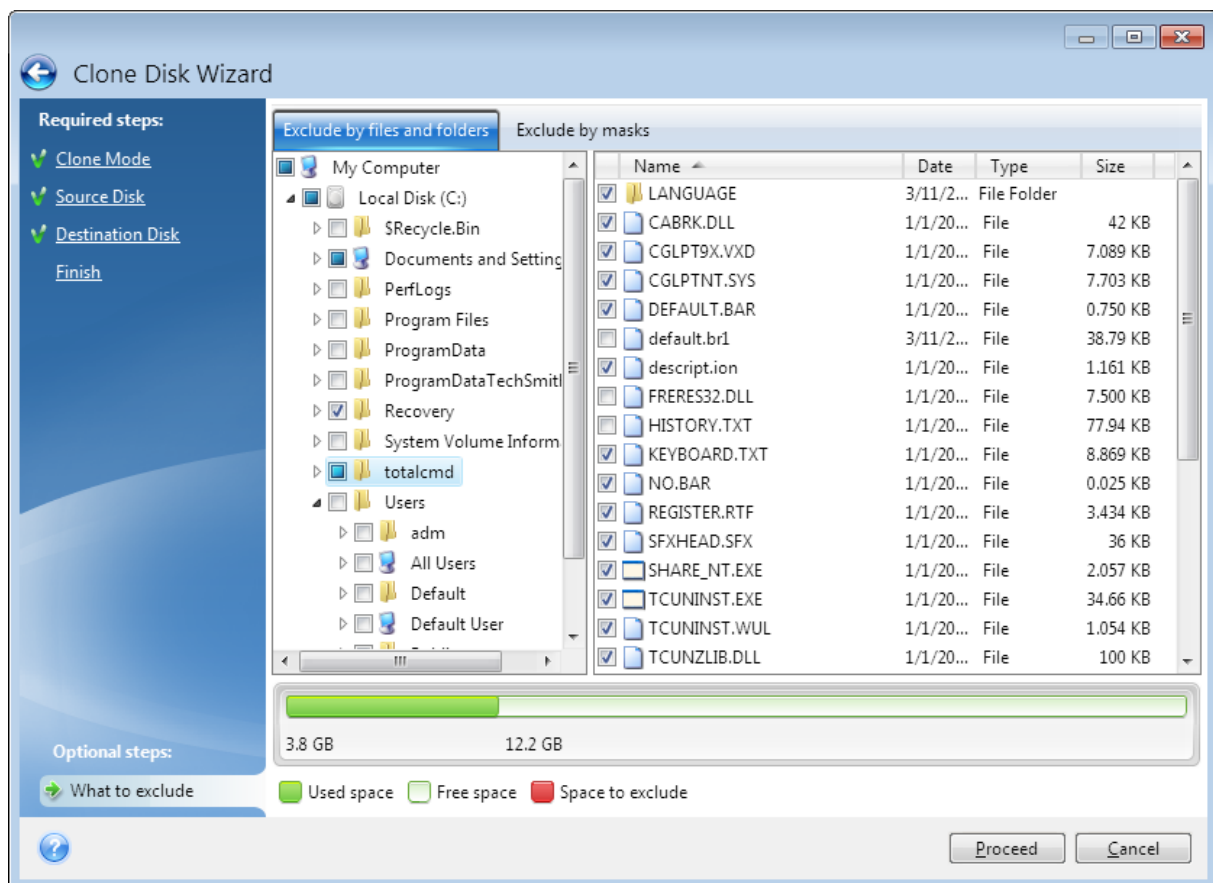 Clone Disk Wizard
Required steps:
Clone Mode
Source Disk
Destination Disk
Finish
Optional steps:
What to exclude
Exclude by files and folders Exclude by masks
My Computer
Local Disk (C:)
$Recycle.Bin
Documents and Setting
PerfLogs
Program Files
ProgramData
ProgramDataTechSmitl
Recovery
System Volume Inform
totalcmd
Users
adm
All Users
Default
Default User
Name Date Type Size
LANGUAGE 3/11/2... File Folder
CABRK.DLL 1/1/20... File 42 KB
CGLPT9X.VXD 1/1/20... File 7.089 KB
CGLPTNT.SYS 1/1/20... File 7.703 KB
DEFAULT.BAR 1/1/20... File 0.750 KB
default.br1 3/11/2... File 38.79 KB
descript.ion 1/1/20... File 1.161 KB
FRERES32.DLL 1/1/20... File 7.500 KB
HISTORY.TXT 1/1/20... File 77.94 KB
KEYBOARD.TXT 1/1/20... File 8.869 KB
NO.BAR 1/1/20... File 0.025 KB
REGISTER.RTF 1/1/20... File 3.434 KB
SFXHEAD.SFX 1/1/20... File 36 KB
SHARE_NT.EXE 1/1/20... File 2.057 KB
TCUNINST.EXE 1/1/20... File 34.66 KB
TCUNINST.WUL 1/1/20... File 1.054 KB
TCUNZLIB.DLL 1/1/20... File 100 KB
3.8 GB 12.2 GB
Used space Free space Space to exclude
Proceed Cancel